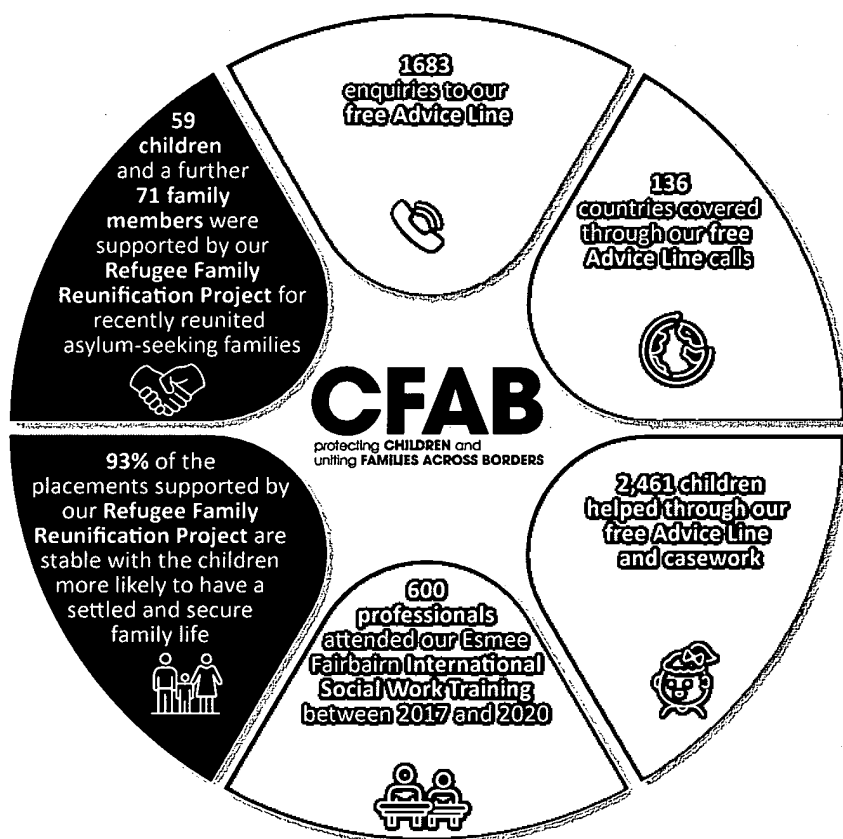 1683
enquiries to our
free Advice Line
136
countries covered
through our free
Advice Line calls
2,461 children
helped through our
free Advice Line
and casework
600
professionals
attended our Esmee
Fairbairn International
Social Work Training
between 2017 and 2020
93% of the
placements supported by
our Refugee Family
Reunification Project are
stable with the children
more likely to have a
settled and secure
family life
59
children
and a further
71 family
members were
supported by our
Refugee Family
Reunification Project for
recently reunited
asylum-seeking families
CFAB
protecting CHILDREN and
uniting FAMILIES ACROSS BORDERS